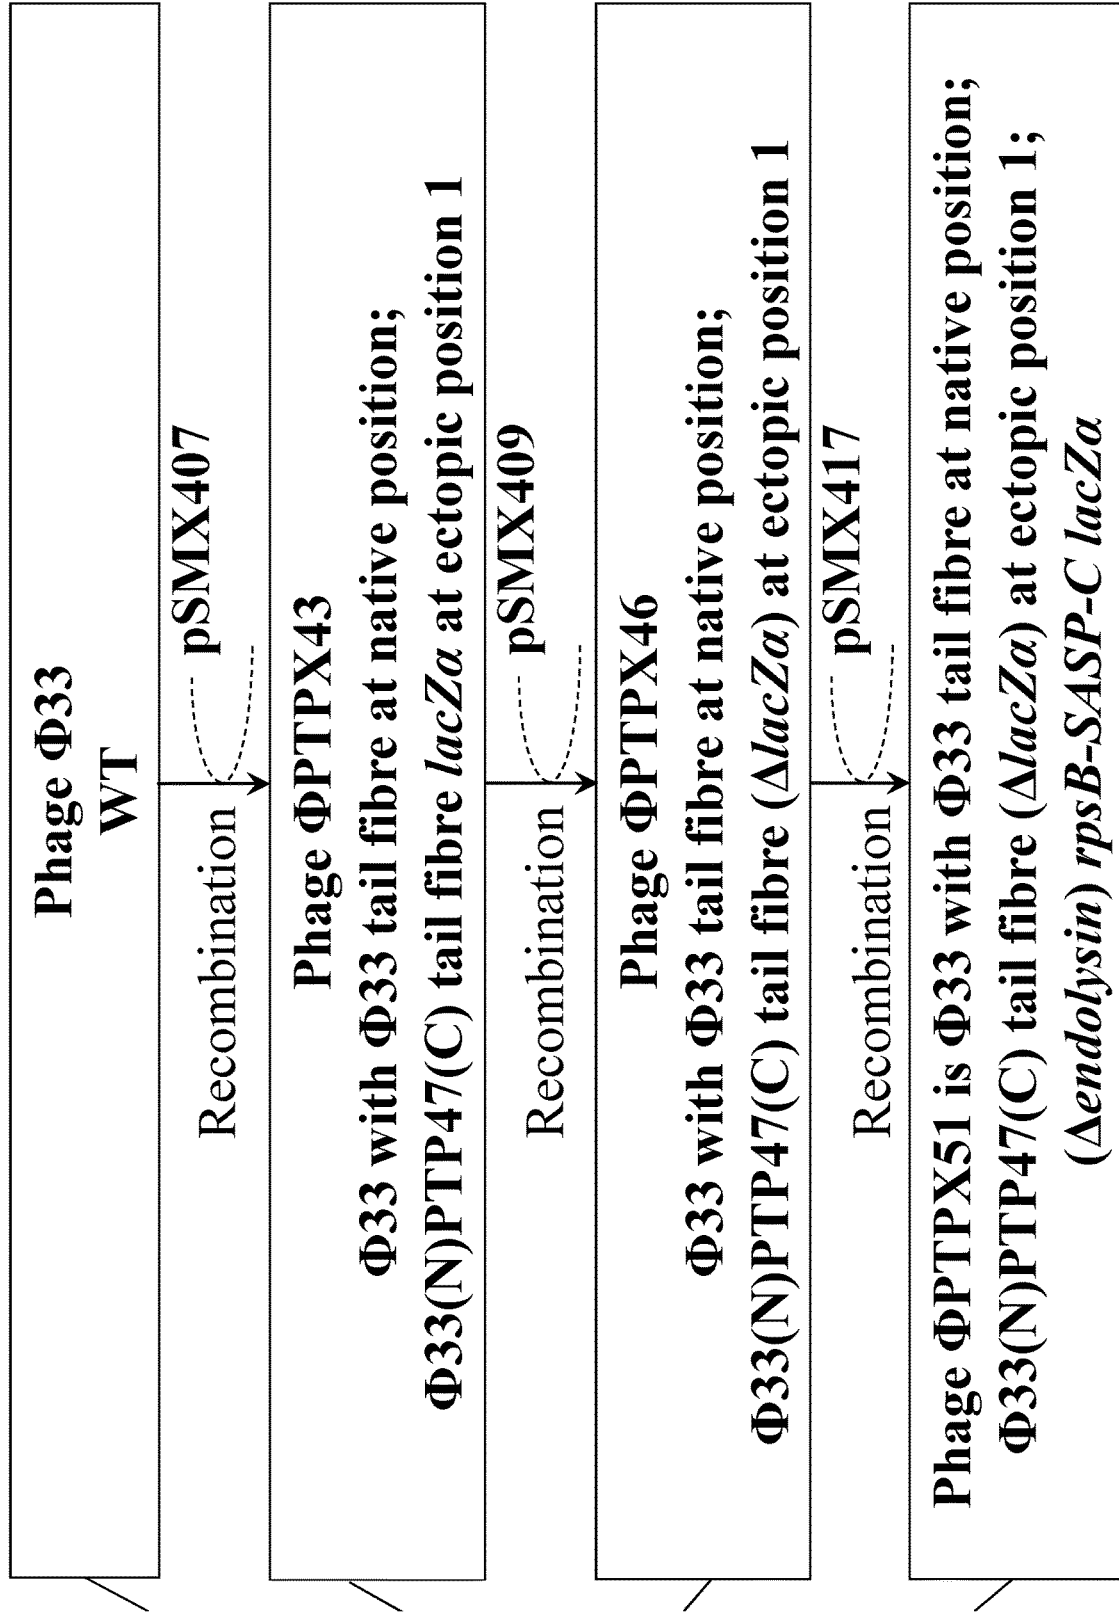 Phage Φ33
WT
Recombination
pSMX407
Phage ΦPTPX43
Φ33 with Φ33 tail fibre at native position;
Φ33(N)PTP47(C) tail fibre lacZα at ectopic position 1
Recombination
pSMX409
Phage ΦPTPX46
Φ33 with Φ33 tail fibre at native position;
Φ33(N)PTP47(C) tail fibre (ΔlacZα) at ectopic position 1
Recombination
pSMX417
Phage ΦPTPX51 is Φ33 with Φ33 tail fibre at native position;
Φ33(N)PTP47(C) tail fibre (ΔlacZα) at ectopic position 1;
(Δendolysin) rpsB-SASP-C lacZα